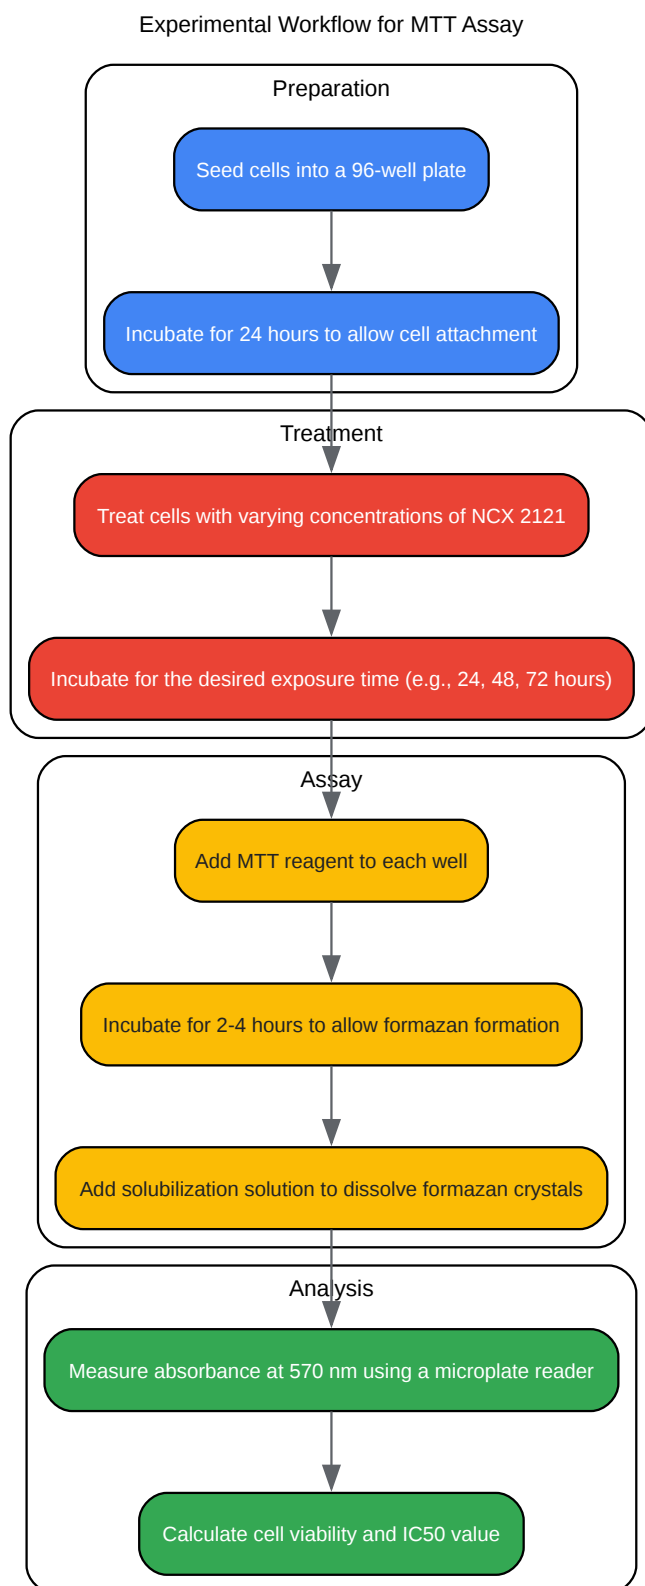 Experimental Workflow for MTT Assay
Preparation
Seed cells into a 96-well plate
Incubate for 24 hours to allow cell attachment
Treatment
Treat cells with varying concentrations of NCX 2121
Incubate for the desired exposure time (e.g., 24, 48, 72 hours)
Assay
Add MTT reagent to each well
Incubate for 2-4 hours to allow formazan formation
Add solubilization solution to dissolve formazan crystals
Analysis
Measure absorbance at 570 nm using a microplate reader
Calculate cell viability and IC50 value